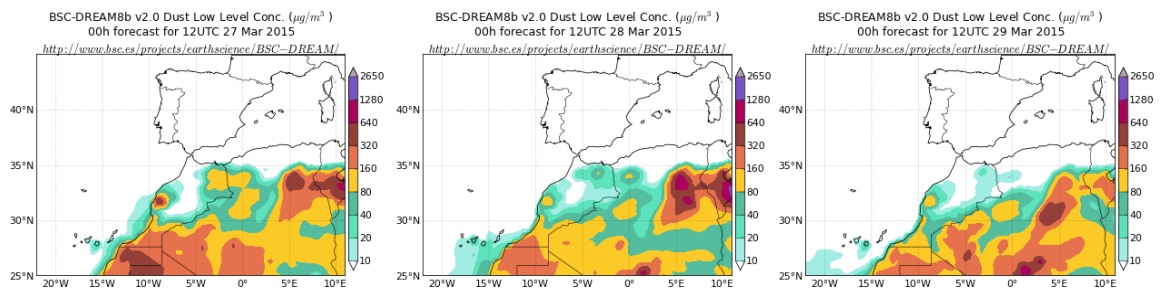 BSC-DREAM8b v2.0 Dust Low Level Conc. (μg/m³ )
00h forecast for 12UTC 27 Mar 2015
http://www.bsc.es/projects/earthscience/BSC−DREAM/
40°N
35°N
30°N
25°N
20°W 15°W 10°W 5°W 0°E 5°E 10°E
2650
1280
640
320
160
80
40
20
10
BSC-DREAM8b v2.0 Dust Low Level Conc. (μg/m³ )
00h forecast for 12UTC 28 Mar 2015
http://www.bsc.es/projects/earthscience/BSC−DREAM/
40°N
35°N
30°N
25°N
20°W 15°W 10°W 5°W 0°E 5°E 10°E
2650
1280
640
320
160
80
40
20
10
BSC-DREAM8b v2.0 Dust Low Level Conc. (μg/m³ )
00h forecast for 12UTC 29 Mar 2015
http://www.bsc.es/projects/earthscience/BSC−DREAM/
40°N
35°N
30°N
25°N
20°W 15°W 10°W 5°W 0°E 5°E 10°E
2650
1280
640
320
160
80
40
20
10